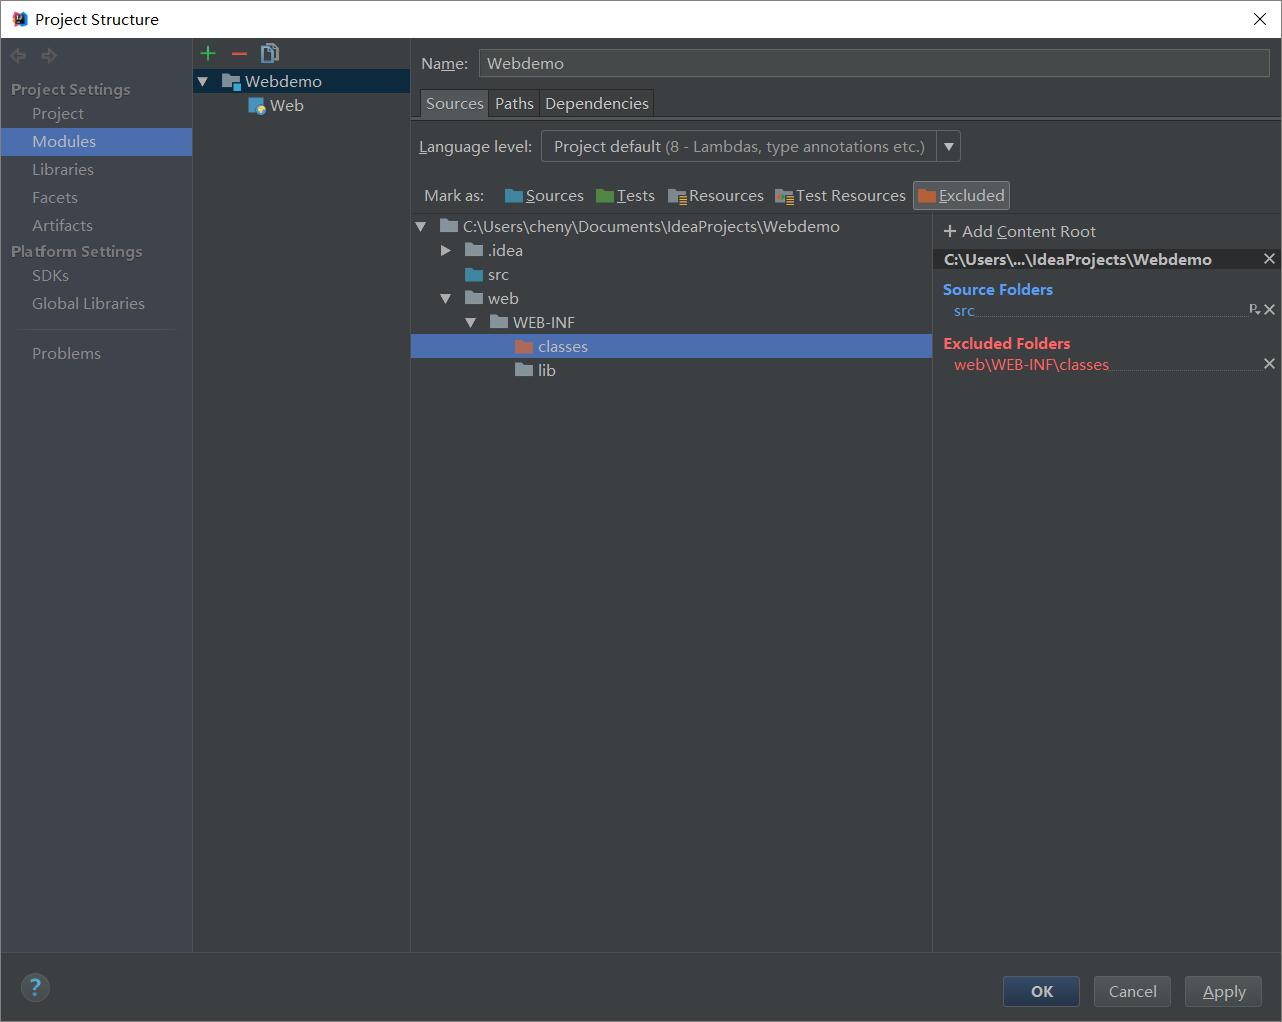 Project Structure
Project Settings
Project
Modules
Libraries
Facets
Artifacts
Platform Settings
SDKs
Global Libraries
Problems
Webdemo
Web
Name: Webdemo
Sources Paths Dependencies
Language level: Project default (8 - Lambdas, type annotations etc.)
Mark as: Sources Tests Resources Test Resources Excluded
C:\Users\cheny\Documents\IdeaProjects\Webdemo
.idea
src
web
WEB-INF
classes
lib
+ Add Content Root
C:\Users\...\IdeaProjects\Webdemo
Source Folders
src
Excluded Folders
web\WEB-INF\classes
?
OK Cancel Apply